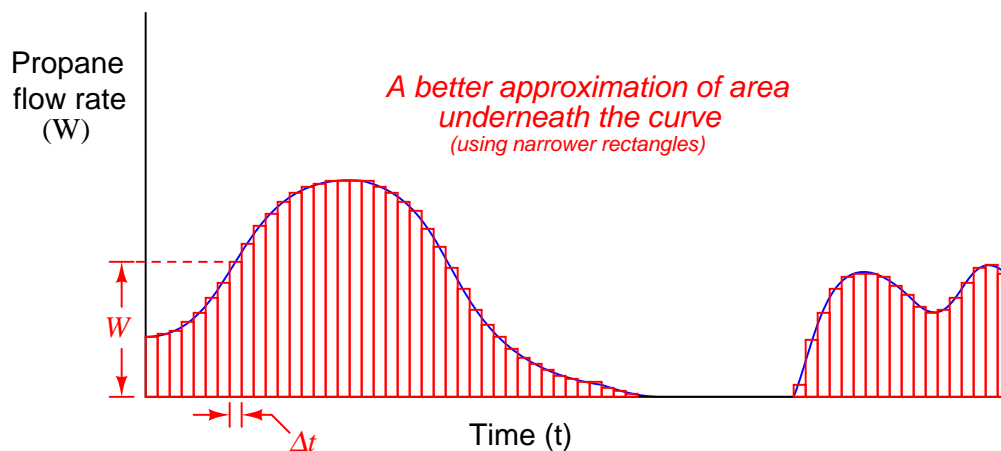 Propane
flow rate
(W)
A better approximation of area
underneath the curve
(using narrower rectangles)
W
Δt
Time (t)